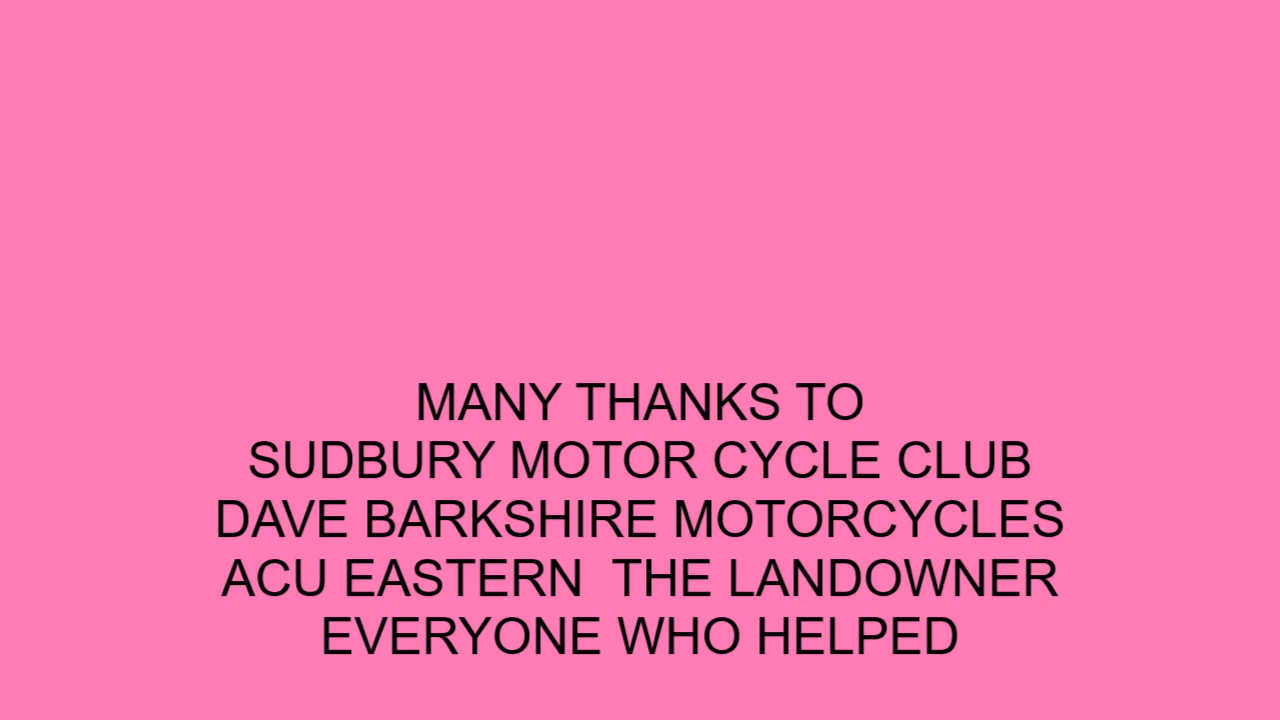 MANY THANKS TO
SUDBURY MOTOR CYCLE CLUB
DAVE BARKSHIRE MOTORCYCLES
ACU EASTERN  THE LANDOWNER
EVERYONE WHO HELPED